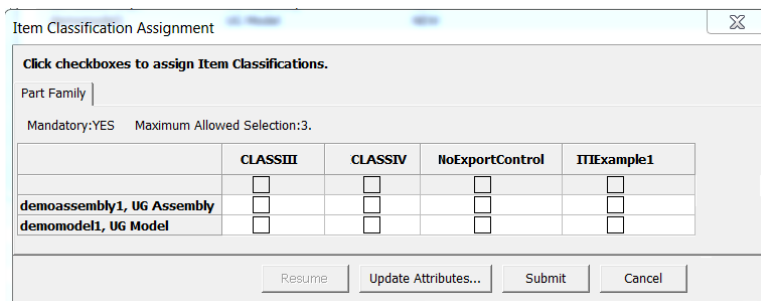 Item Classification Assignment
Click checkboxes to assign Item Classifications.
Part Family
Mandatory:YES Maximum Allowed Selection:3.
CLASSIII CLASSIV NoExportControl ITIExample1
demoassembly1, UG Assembly
demomodel1, UG Model
Resume Update Attributes... Submit Cancel